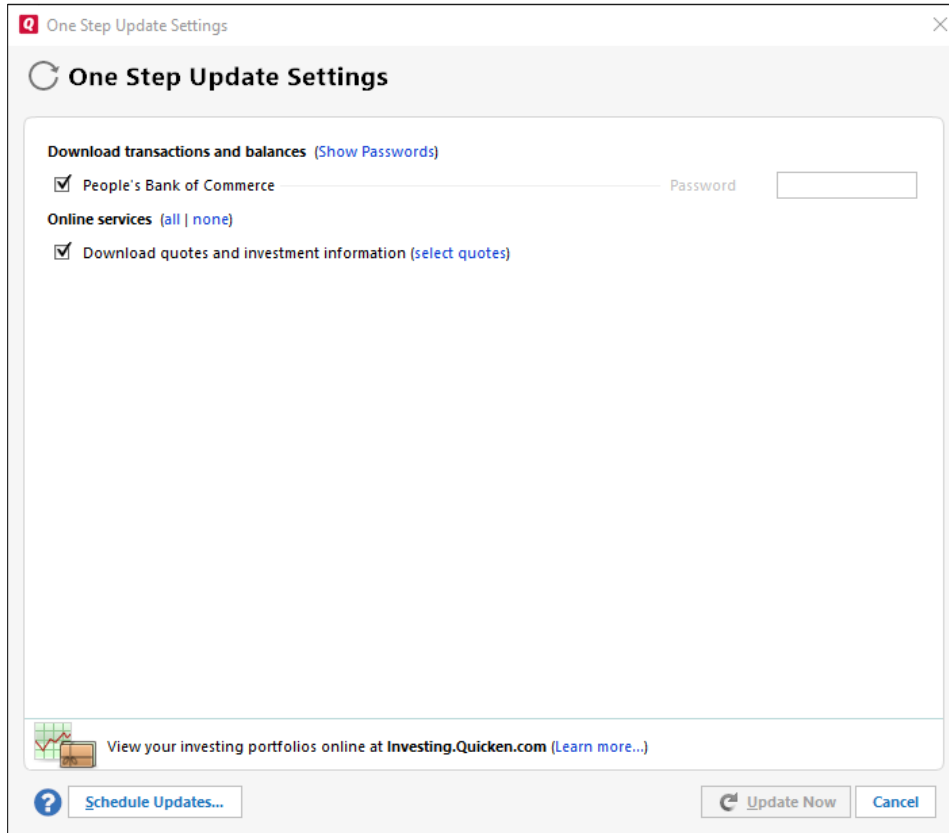 Q One Step Update Settings
One Step Update Settings
Download transactions and balances (Show Passwords)
People's Bank of Commerce Password
Online services (all | none)
Download quotes and investment information (select quotes)
View your investing portfolios online at Investing.Quicken.com (Learn more...)
? Schedule Updates... Update Now Cancel